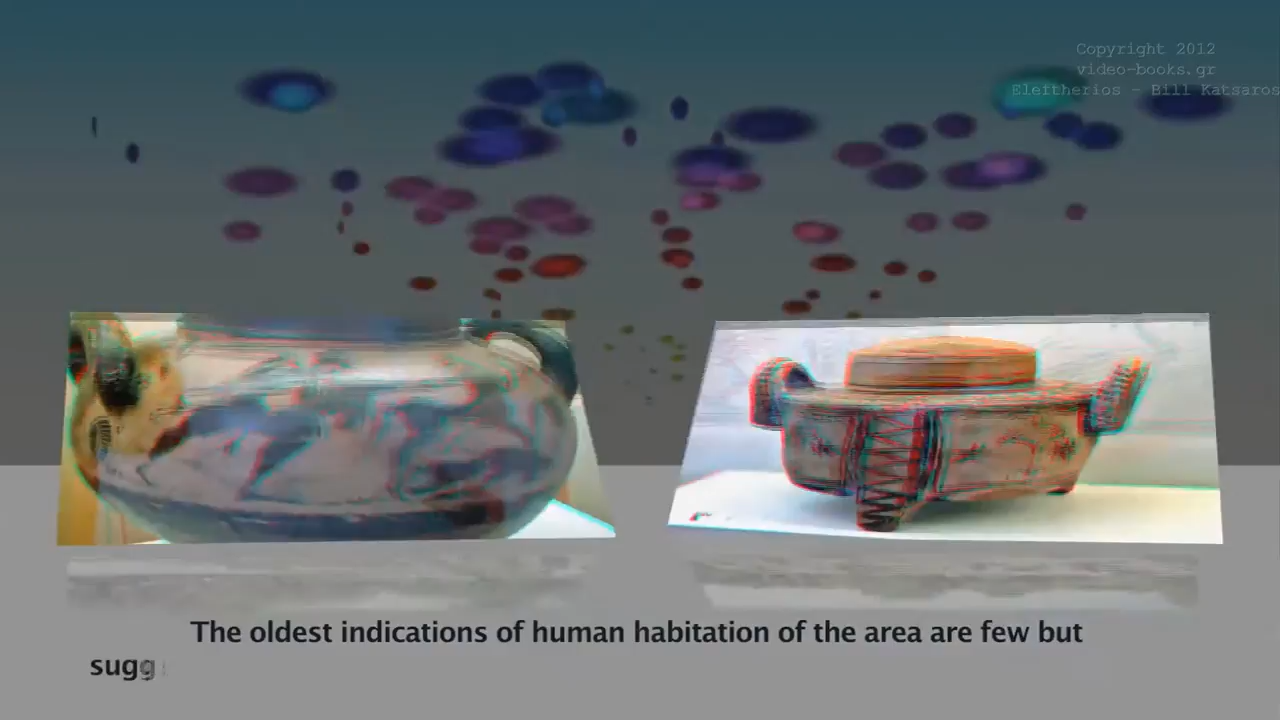 Copyright 2012
video-books.gr
Eleftherios - Bill Katsaros
The oldest indications of human habitation of the area are few but
sugg